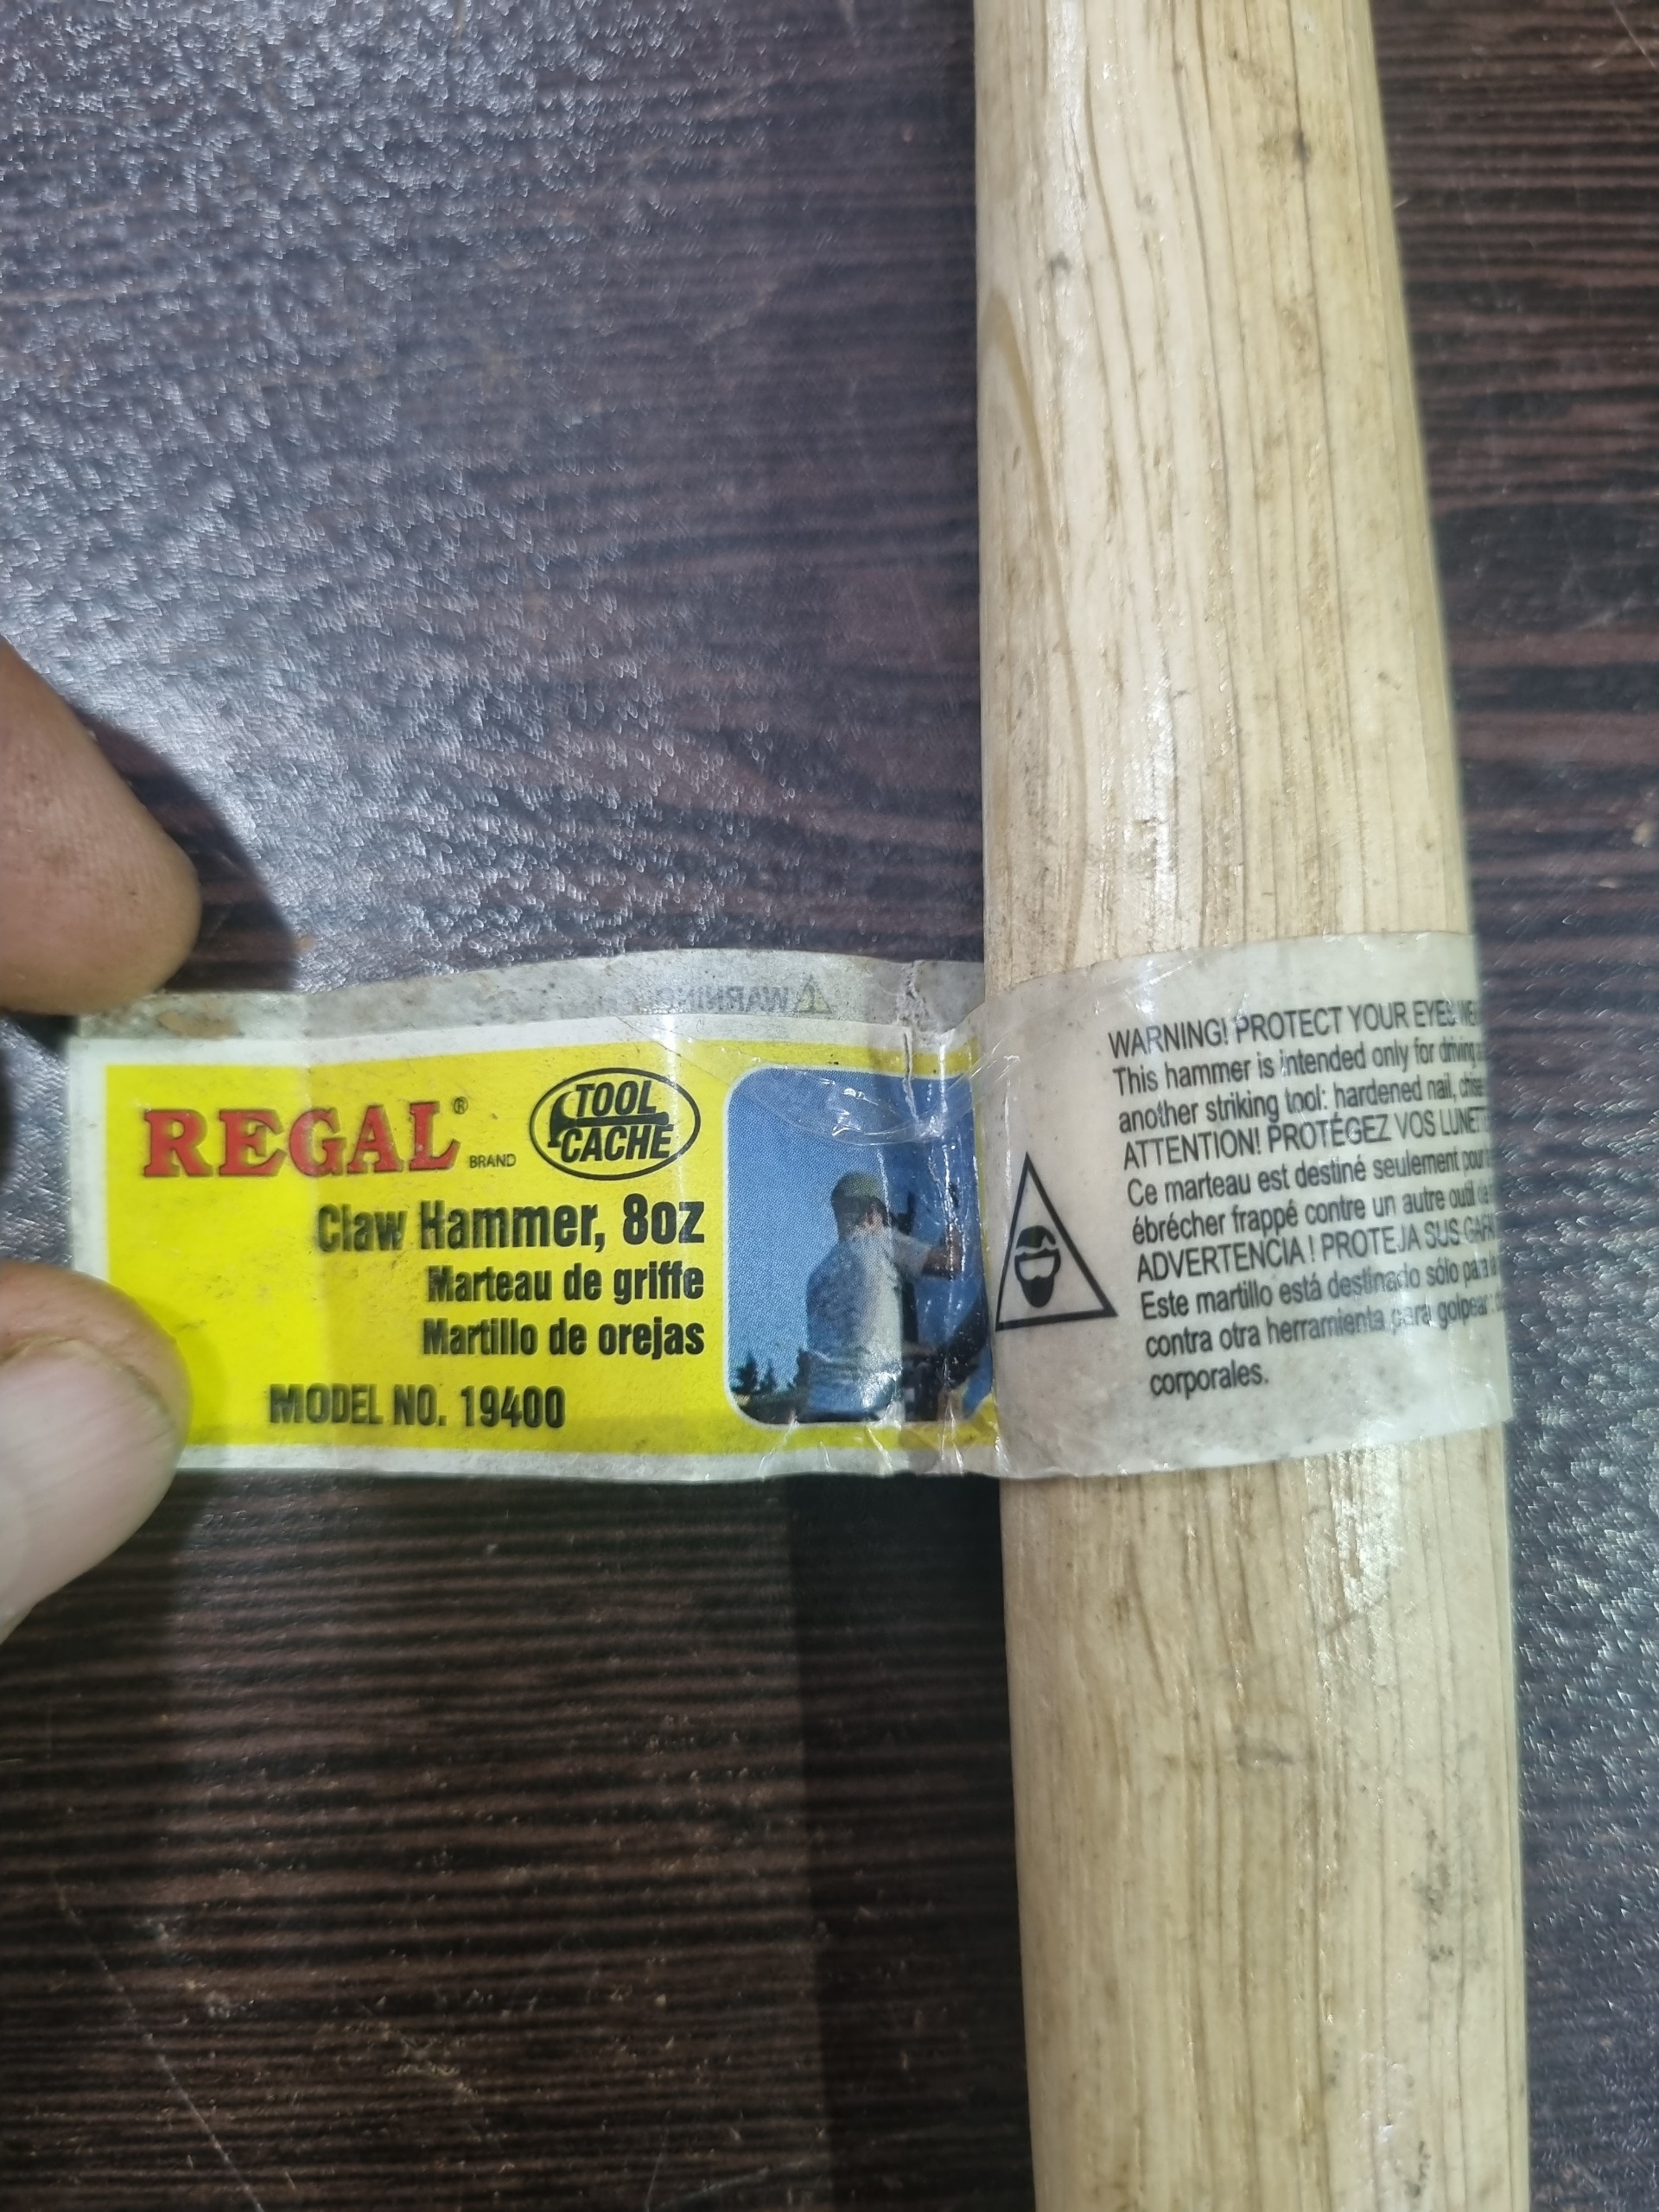 WARNING!
REGAL®
BRAND
TOOL
CACHE
Claw Hammer, 8oz
Marteau de griffe
Martillo de orejas
MODEL NO. 19400
WARNING! PROTECT YOUR EYES!
This hammer is intended only for driving
another striking tool: hardened nail,
ATTENTION! PROTÉGEZ VOS
Ce marteau est destiné seulement pour
ébrécher frappé contre un autre outil
ADVERTENCIA ! PROTEJA SUS
Este martillo está destinado sólo para
contra otra herramienta para golpear:
corporales.